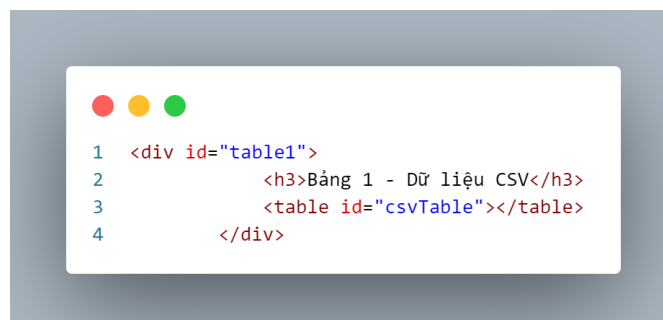 1 <div id="table1">
2 <h3>Bảng 1 - Dữ liệu CSV</h3>
3 <table id="csvTable"></table>
4 </div>